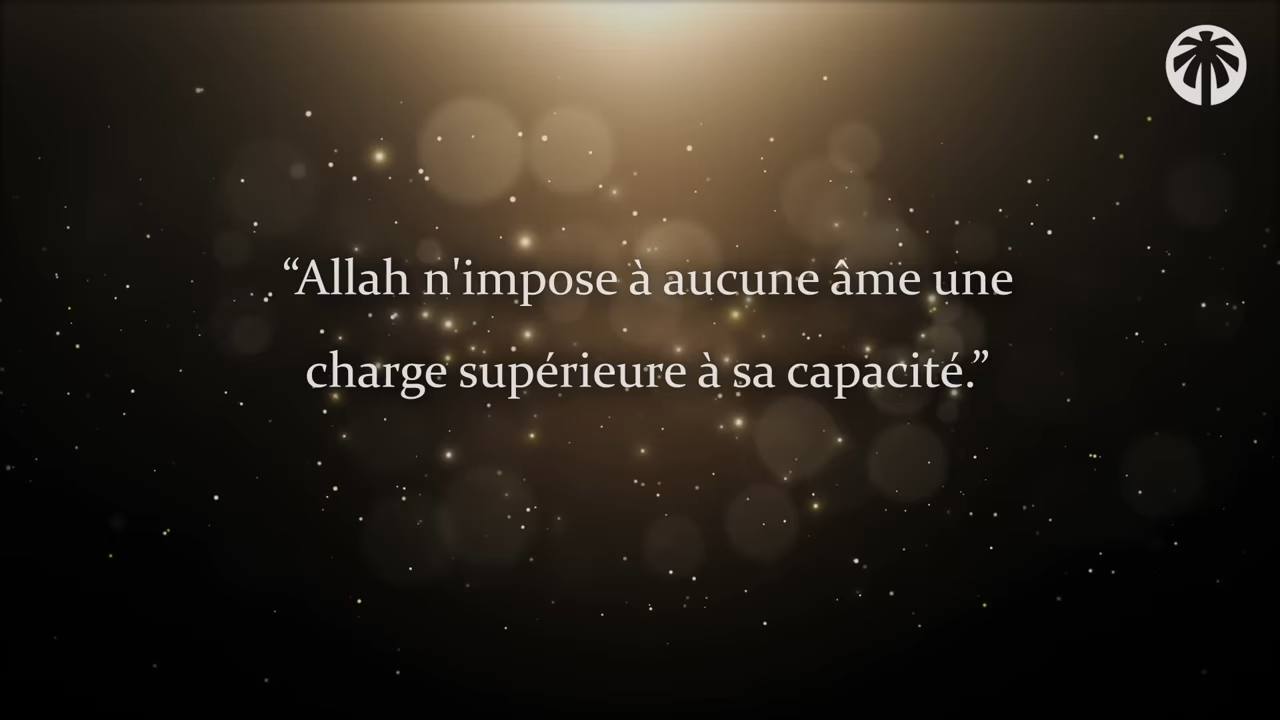 “Allah n'impose à aucune âme une
charge supérieure à sa capacité.”